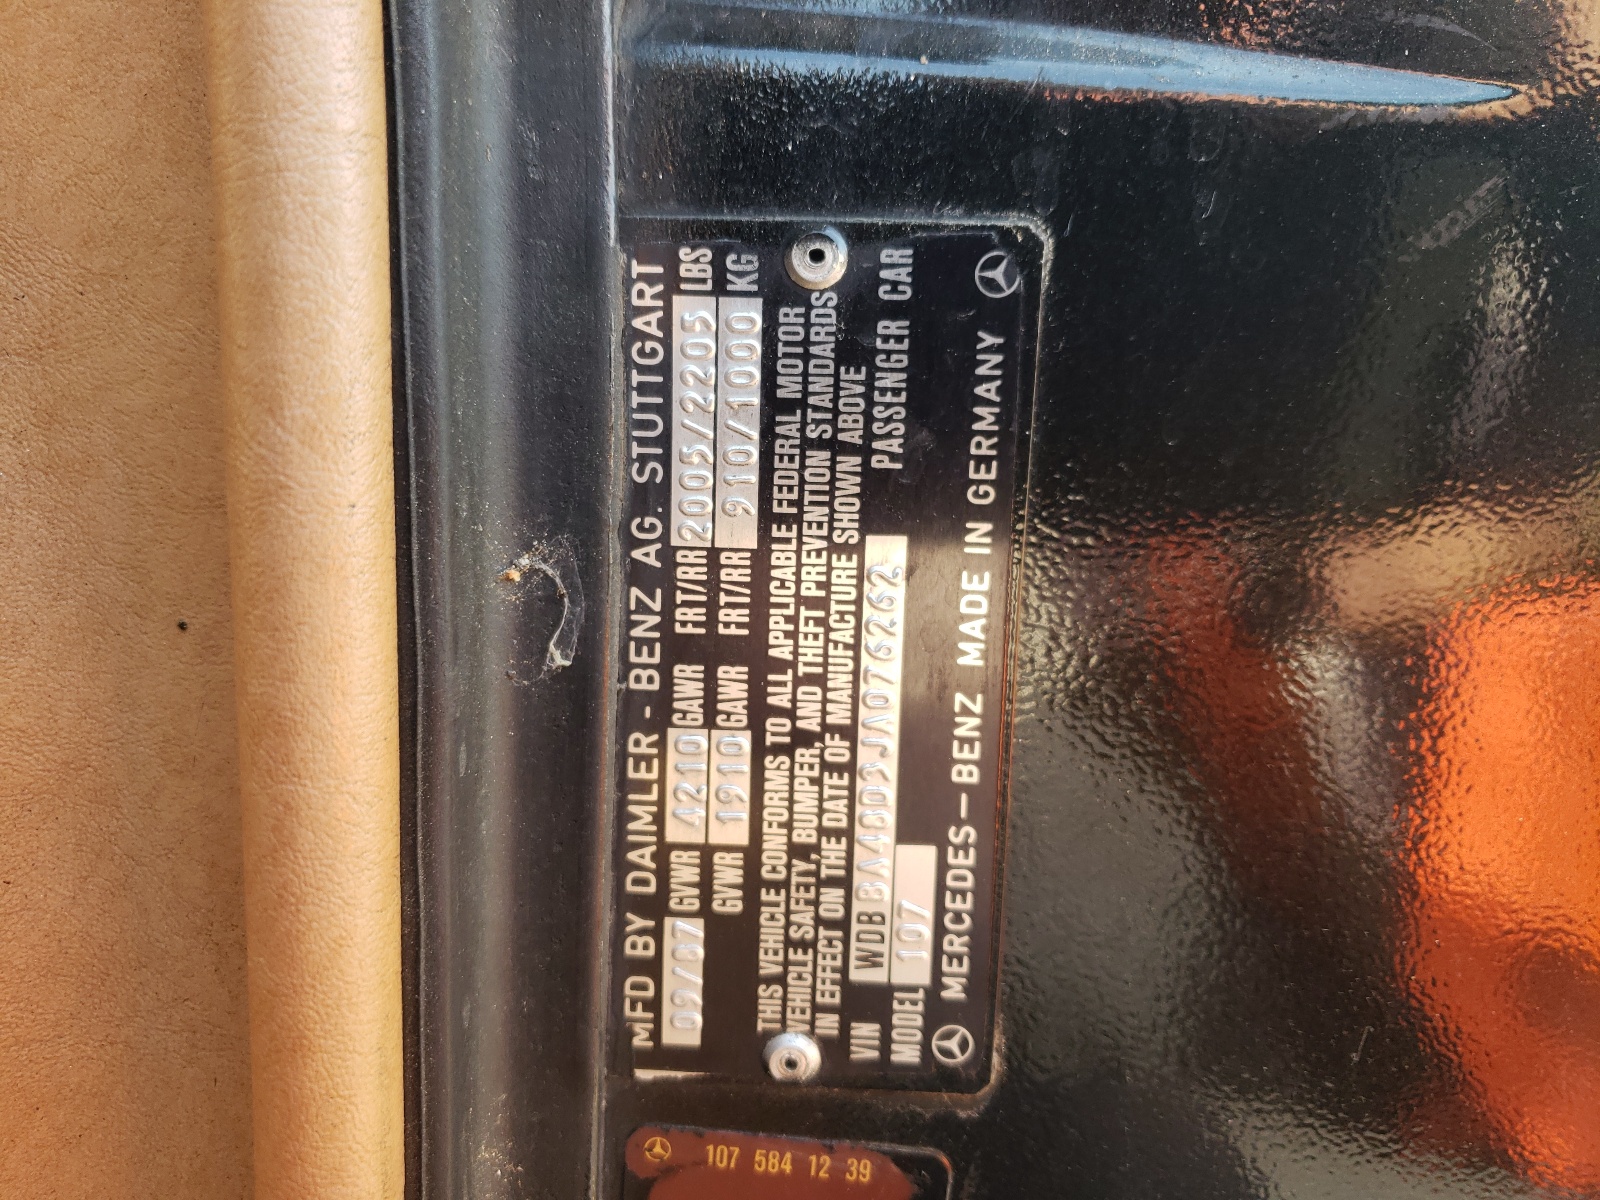 MFD BY DAIMLER - BENZ AG. STUTTGART
09/87 GVWR 4210 GAWR FRT/RR 2005/2205 LBS
GVWR 1910 GAWR FRT/RR 910/1000 KG
THIS VEHICLE CONFORMS TO ALL APPLICABLE FEDERAL MOTOR
VEHICLE SAFETY, BUMPER, AND THEFT PREVENTION STANDARDS
IN EFFECT ON THE DATE OF MANUFACTURE SHOWN ABOVE
VIN WDB BA48D3JA076262 PASSENGER CAR
MODEL 107
MERCEDES-BENZ MADE IN GERMANY
107 584 12 39